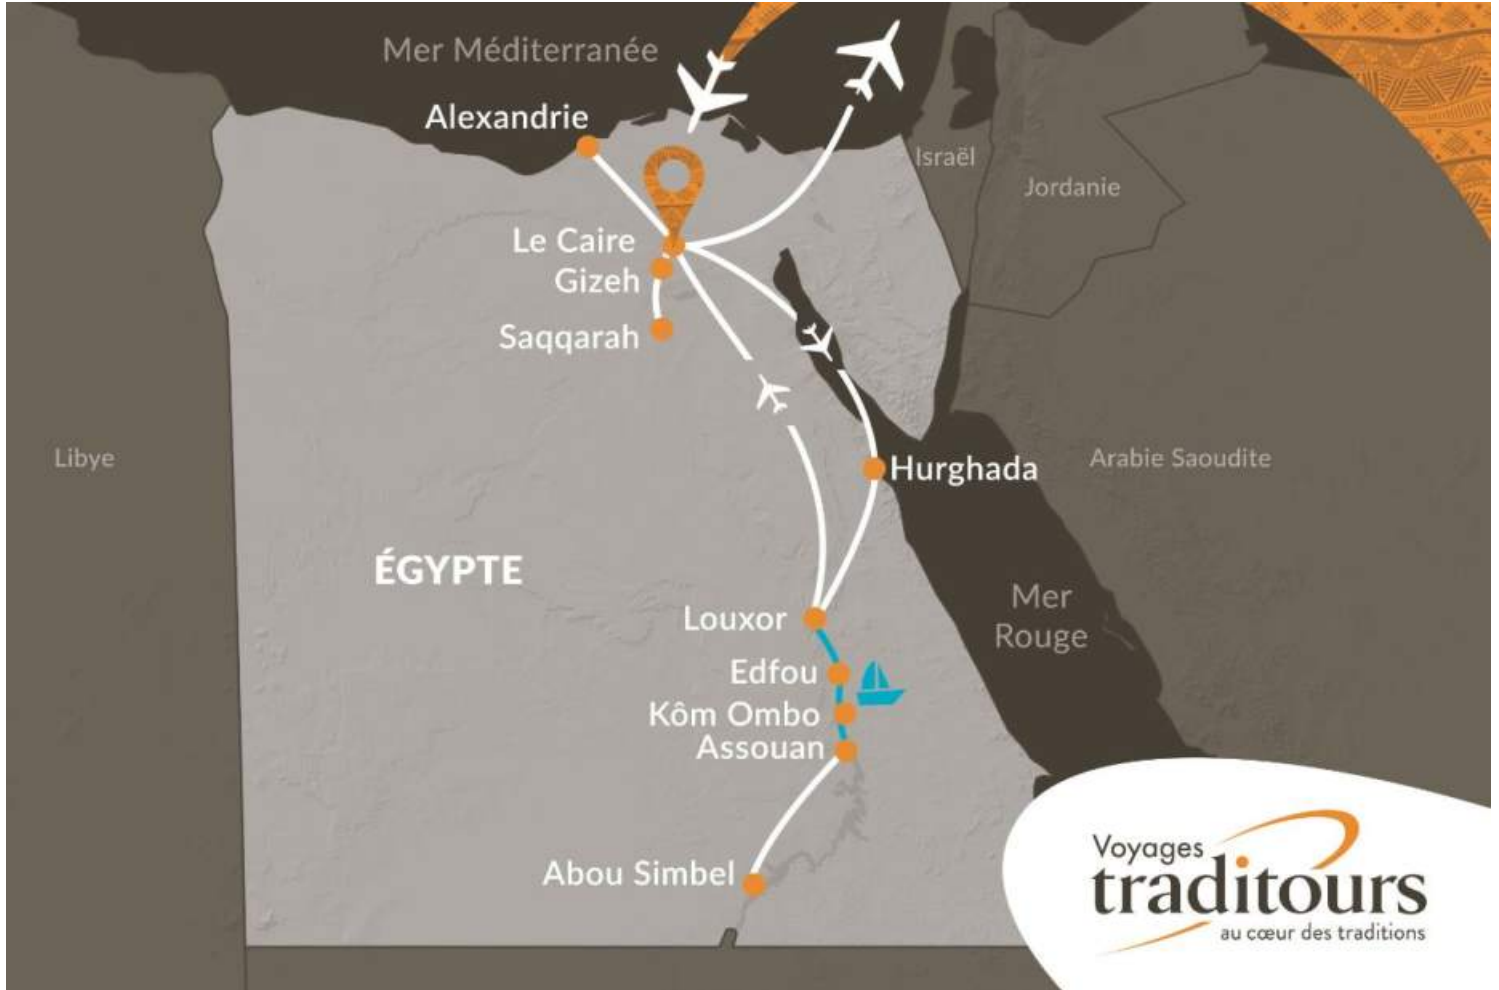 Mer Méditerranée
Alexandrie
Israël
Jordanie
Le Caire
Gizeh
Saqqarah
Libye
Hurghada
Arabie Saoudite
ÉGYPTE
Mer
Rouge
Louxor
Edfou
Kôm Ombo
Assouan
Abou Simbel
Voyages
traditours
au cœur des traditions